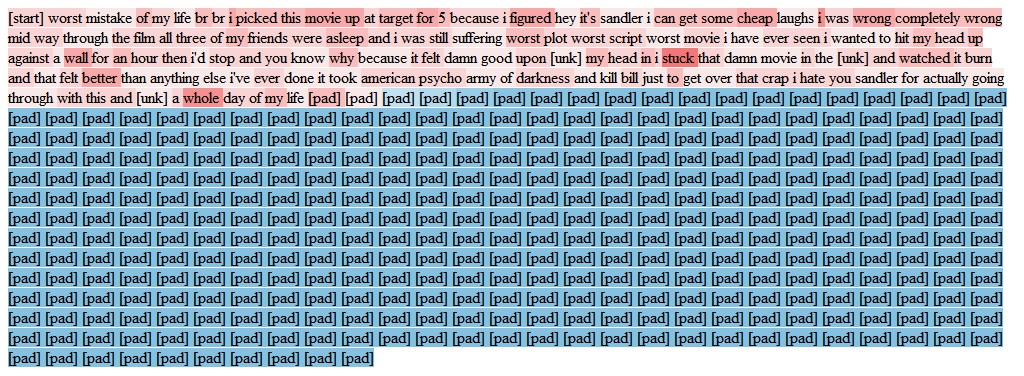 [start] worst mistake of my life br br i picked this movie up at target for 5 because i figured hey it's sandler i can get some cheap laughs i was wrong completely wrong
mid way through the film all three of my friends were asleep and i was still suffering worst plot worst script worst movie i have ever seen i wanted to hit my head up
against a wall for an hour then i'd stop and you know why because it felt damn good upon [unk] my head in i stuck that damn movie in the [unk] and watched it burn
and that felt better than anything else i've ever done it took american psycho army of darkness and kill bill just to get over that crap i hate you sandler for actually going
through with this and [unk] a whole day of my life [pad] [pad] [pad] [pad] [pad] [pad] [pad] [pad] [pad] [pad] [pad] [pad] [pad] [pad] [pad] [pad] [pad] [pad] [pad]
[pad] [pad] [pad] [pad] [pad] [pad] [pad] [pad] [pad] [pad] [pad] [pad] [pad] [pad] [pad] [pad] [pad] [pad] [pad] [pad] [pad] [pad] [pad] [pad] [pad] [pad] [pad]
[pad] [pad] [pad] [pad] [pad] [pad] [pad] [pad] [pad] [pad] [pad] [pad] [pad] [pad] [pad] [pad] [pad] [pad] [pad] [pad] [pad] [pad] [pad] [pad] [pad] [pad] [pad]
[pad] [pad] [pad] [pad] [pad] [pad] [pad] [pad] [pad] [pad] [pad] [pad] [pad] [pad] [pad] [pad] [pad] [pad] [pad] [pad] [pad] [pad] [pad] [pad] [pad] [pad] [pad]
[pad] [pad] [pad] [pad] [pad] [pad] [pad] [pad] [pad] [pad] [pad] [pad] [pad] [pad] [pad] [pad] [pad] [pad] [pad] [pad] [pad] [pad] [pad] [pad] [pad] [pad] [pad]
[pad] [pad] [pad] [pad] [pad] [pad] [pad] [pad] [pad] [pad] [pad] [pad] [pad] [pad] [pad] [pad] [pad] [pad] [pad] [pad] [pad] [pad] [pad] [pad] [pad] [pad] [pad]
[pad] [pad] [pad] [pad] [pad] [pad] [pad] [pad] [pad] [pad] [pad] [pad] [pad] [pad] [pad] [pad] [pad] [pad] [pad] [pad] [pad] [pad] [pad] [pad] [pad] [pad] [pad]
[pad] [pad] [pad] [pad] [pad] [pad] [pad] [pad] [pad] [pad] [pad] [pad] [pad] [pad] [pad] [pad] [pad] [pad] [pad] [pad] [pad] [pad] [pad] [pad] [pad] [pad] [pad]
[pad] [pad] [pad] [pad] [pad] [pad] [pad] [pad] [pad] [pad] [pad] [pad] [pad] [pad] [pad] [pad] [pad] [pad] [pad] [pad] [pad] [pad] [pad] [pad] [pad] [pad] [pad]
[pad] [pad] [pad] [pad] [pad] [pad] [pad] [pad] [pad] [pad] [pad] [pad] [pad] [pad] [pad] [pad] [pad] [pad] [pad] [pad] [pad] [pad] [pad] [pad] [pad] [pad] [pad]
[pad] [pad] [pad] [pad] [pad] [pad] [pad] [pad] [pad] [pad] [pad] [pad] [pad] [pad] [pad] [pad] [pad] [pad] [pad] [pad] [pad] [pad] [pad] [pad] [pad] [pad] [pad]
[pad] [pad] [pad] [pad] [pad] [pad] [pad] [pad] [pad] [pad] [pad] [pad] [pad] [pad] [pad] [pad] [pad] [pad] [pad] [pad] [pad] [pad] [pad] [pad] [pad] [pad] [pad]
[pad] [pad] [pad] [pad] [pad] [pad] [pad] [pad] [pad] [pad] [pad] [pad] [pad] [pad] [pad] [pad] [pad] [pad] [pad] [pad] [pad] [pad] [pad] [pad] [pad] [pad] [pad]
[pad] [pad] [pad] [pad] [pad] [pad] [pad] [pad] [pad] [pad]